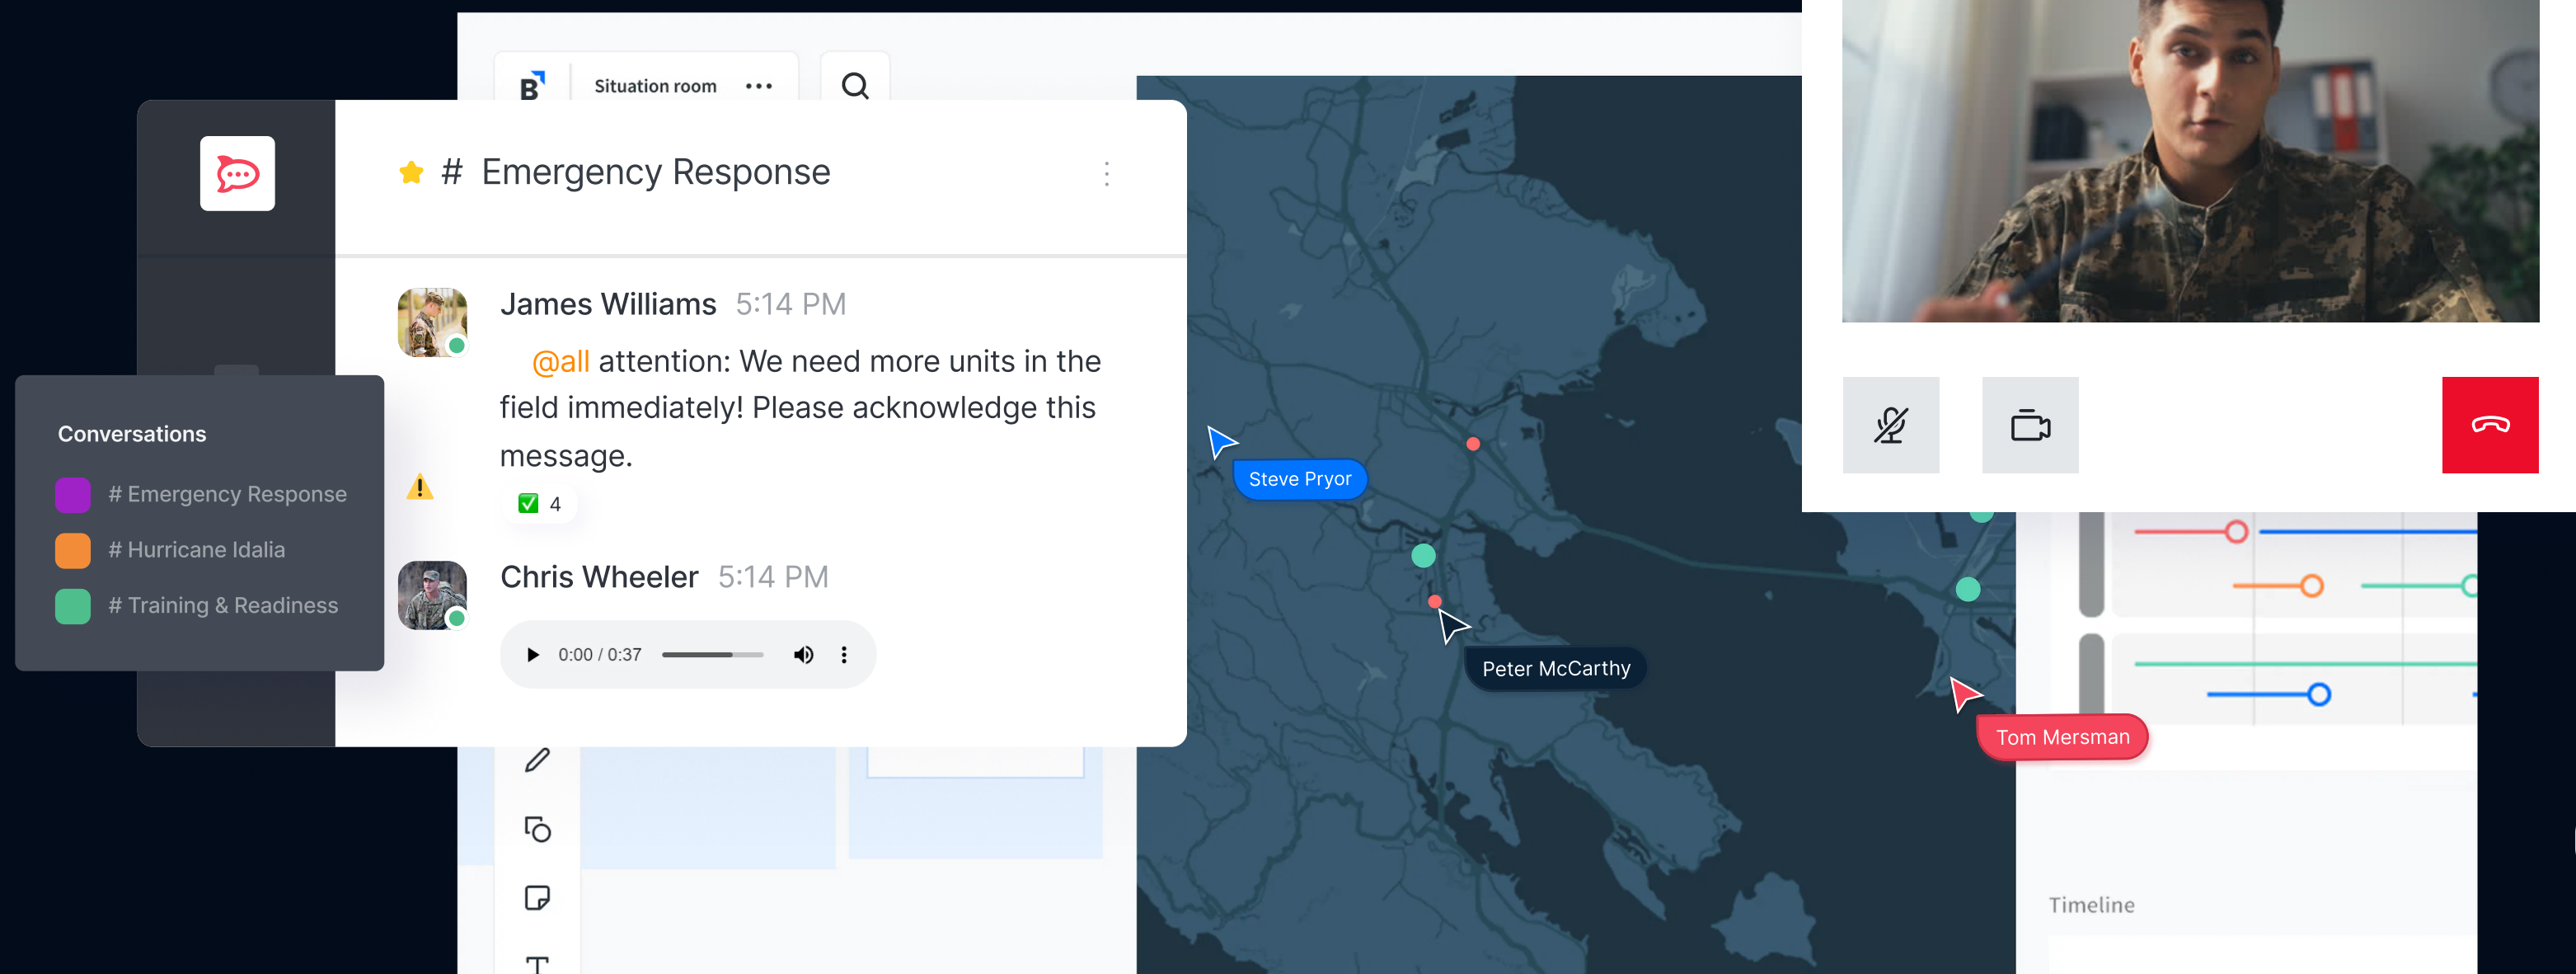 B
Situation room
# Emergency Response
James Williams 5:14 PM
@all attention: We need more units in the
field immediately! Please acknowledge this
message.
✅ 4
Chris Wheeler 5:14 PM
0:00 / 0:37
Conversations
# Emergency Response
# Hurricane Idalia
# Training & Readiness
Steve Pryor
Peter McCarthy
Tom Mersman
Timeline